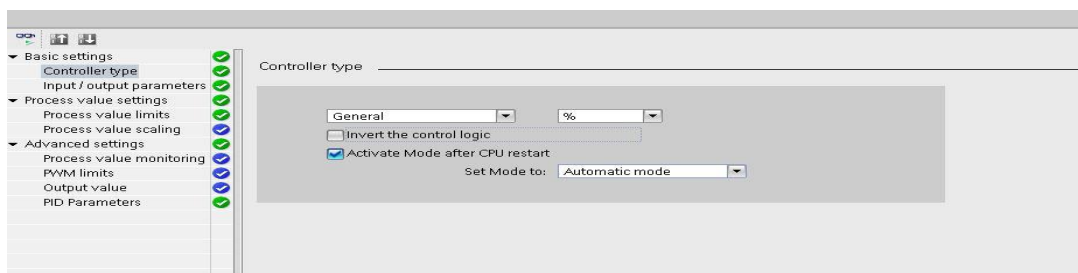 Basic settings
Controller type
Input / output parameters
Process value settings
Process value limits
Process value scaling
Advanced settings
Process value monitoring
PWM limits
Output value
PID Parameters
Controller type
General
%
Invert the control logic
Activate Mode after CPU restart
Set Mode to: Automatic mode